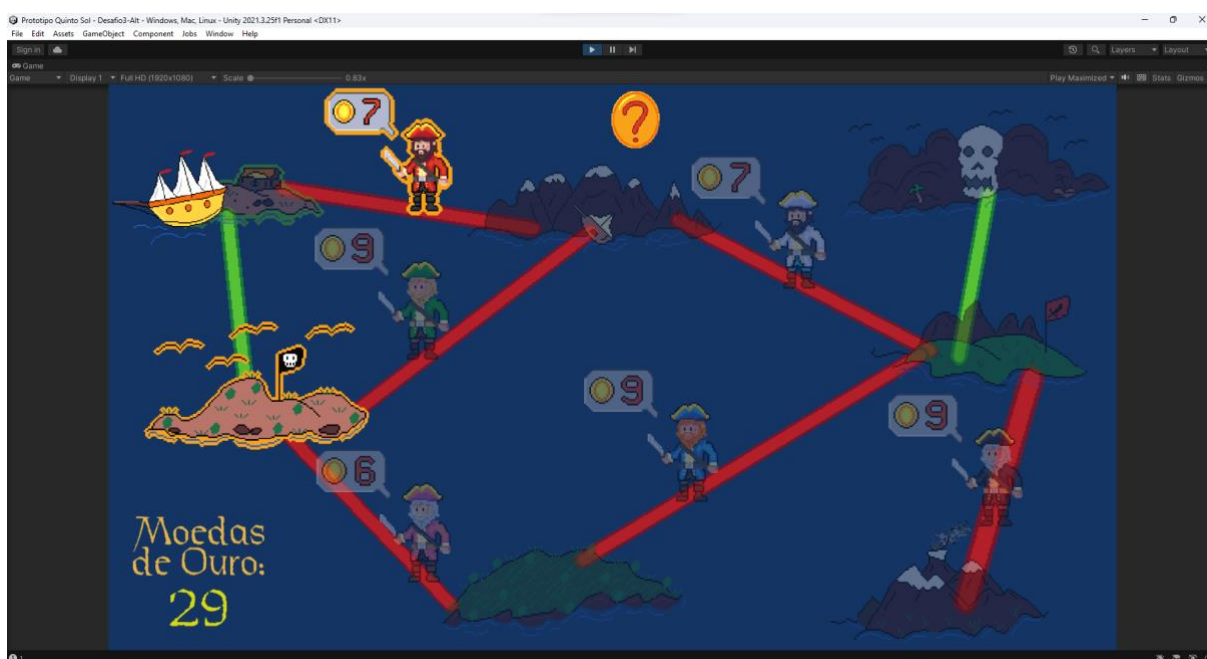 Prototipo Quinto Sol - Desafio3-Alt - Windows, Mac, Linux - Unity 2021.3.25f1 Personal <DX11>
File Edit Assets GameObject Component Jobs Window Help
Sign in Layers Layout
Game
Game Display 1 Full HD (1920x1080) Scale 0.83x Play Maximized Stats Gizmos
7
?
7
9
9
9
6
Moedas
de Ouro:
29